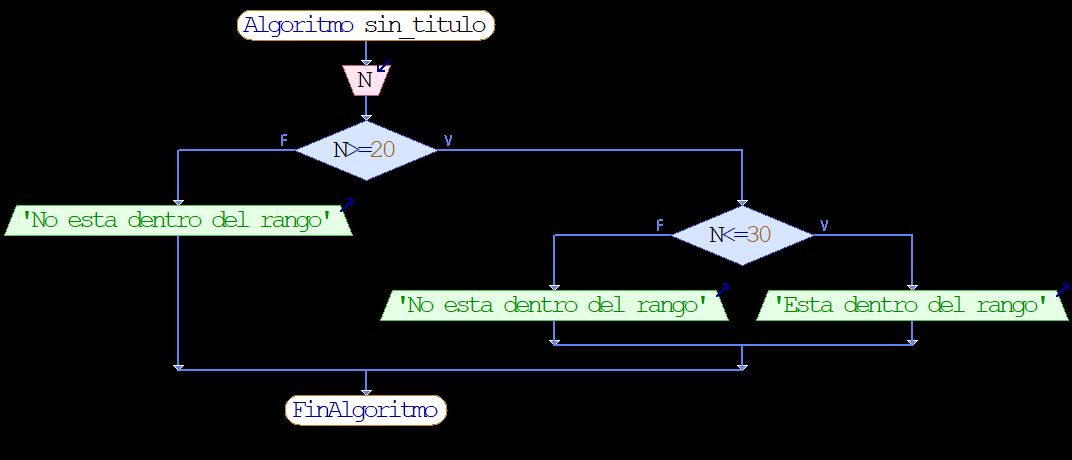 Algoritmo sin_titulo
N
F
N>=20
V
'No esta dentro del rango'
F
N<=30
V
'No esta dentro del rango'
'Esta dentro del rango'
FinAlgoritmo